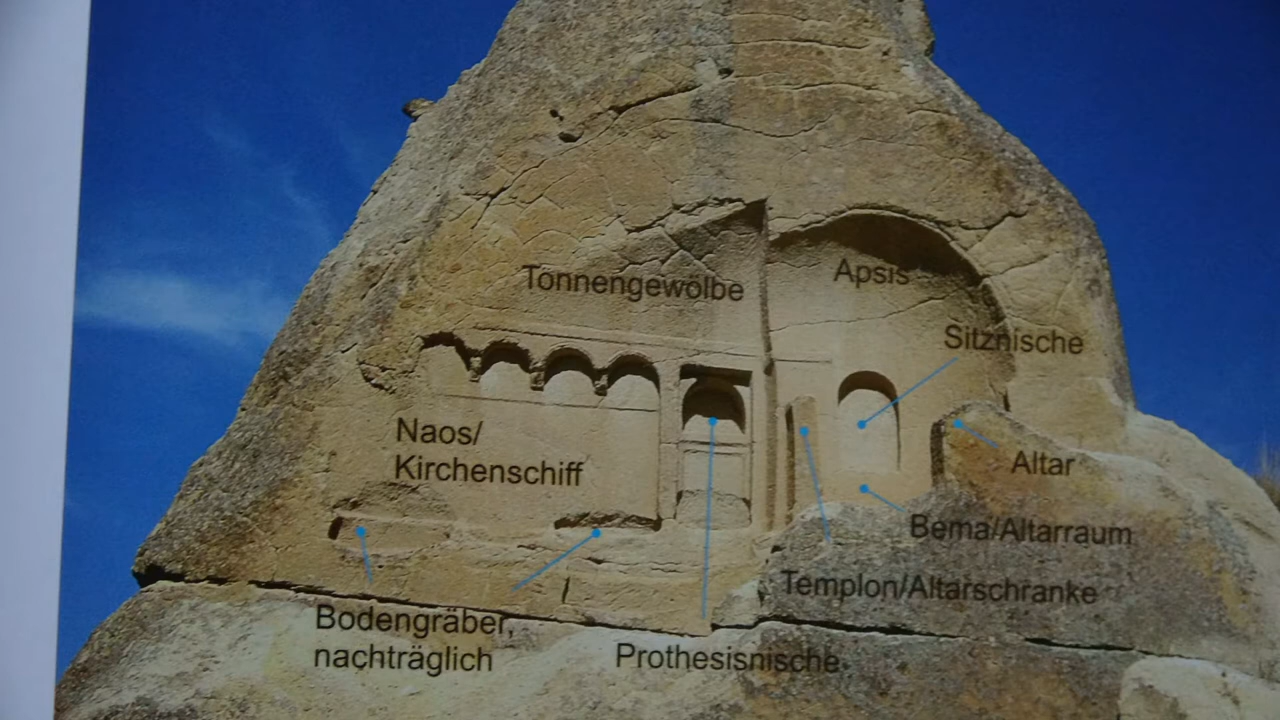 Tonnengewölbe
Apsis
Sitznische
Naos/
Kirchenschiff
Altar
Bema/Altarraum
Templon/Altarschranke
Bodengräber,
nachträglich
Prothesisnische